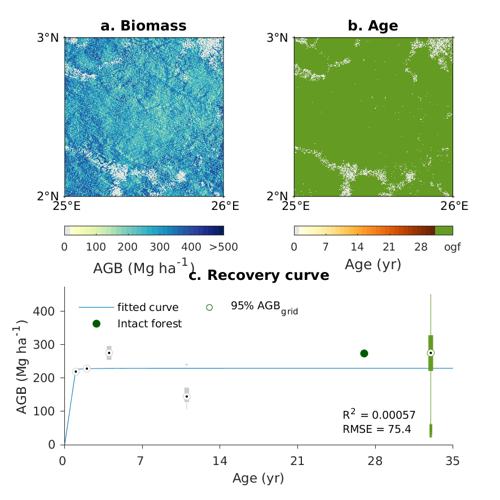 a. Biomass
b. Age
3°N
3°N
2°N
2°N
25°E
26°E
25°E
26°E
0 100 200 300 400 >500
0 7 14 21 28 ogf
AGB (Mg ha-1)
Age (yr)
c. Recovery curve
fitted curve
95% AGBgrid
Intact forest
400
300
200
100
0
AGB (Mg ha-1)
R2 = 0.00057
RMSE = 75.4
0 7 14 21 28 35
Age (yr)